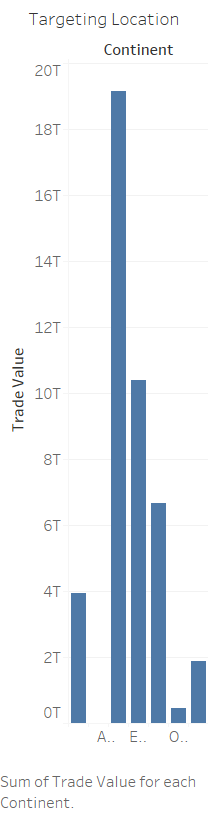 Targeting Location
Continent
20T
18T
16T
14T
12T
10T
8T
6T
4T
2T
0T
Trade Value
A.. E.. O..
Sum of Trade Value for each
Continent.